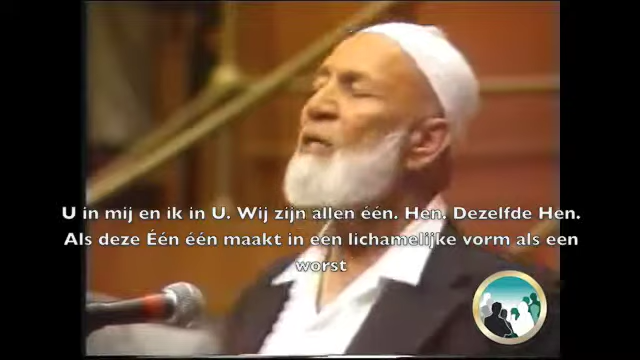 U in mij en ik in U. Wij zijn allen één. Hen. Dezelfde Hen.
Als deze Één één maakt in een lichamelijke vorm als een
worst